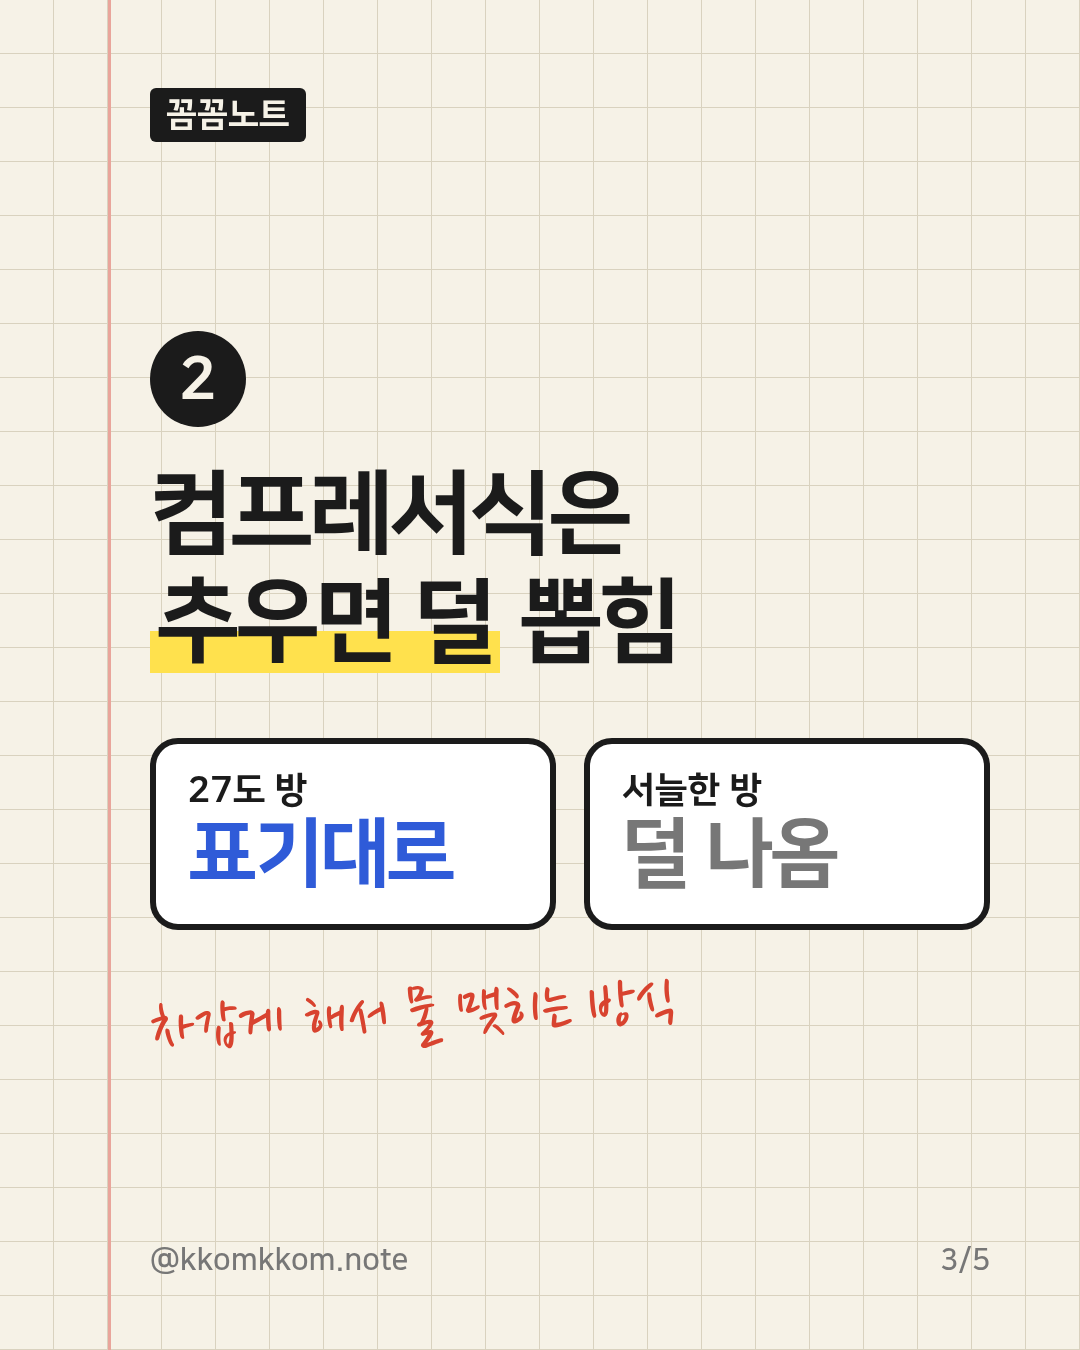 꼼꼼노트
2
컴프레서식은
추우면 덜 뽑힘
27도 방
표기대로
서늘한 방
덜 나옴
차갑게 해서 물 맺히는 방식
@kkomkkom.note
3/5